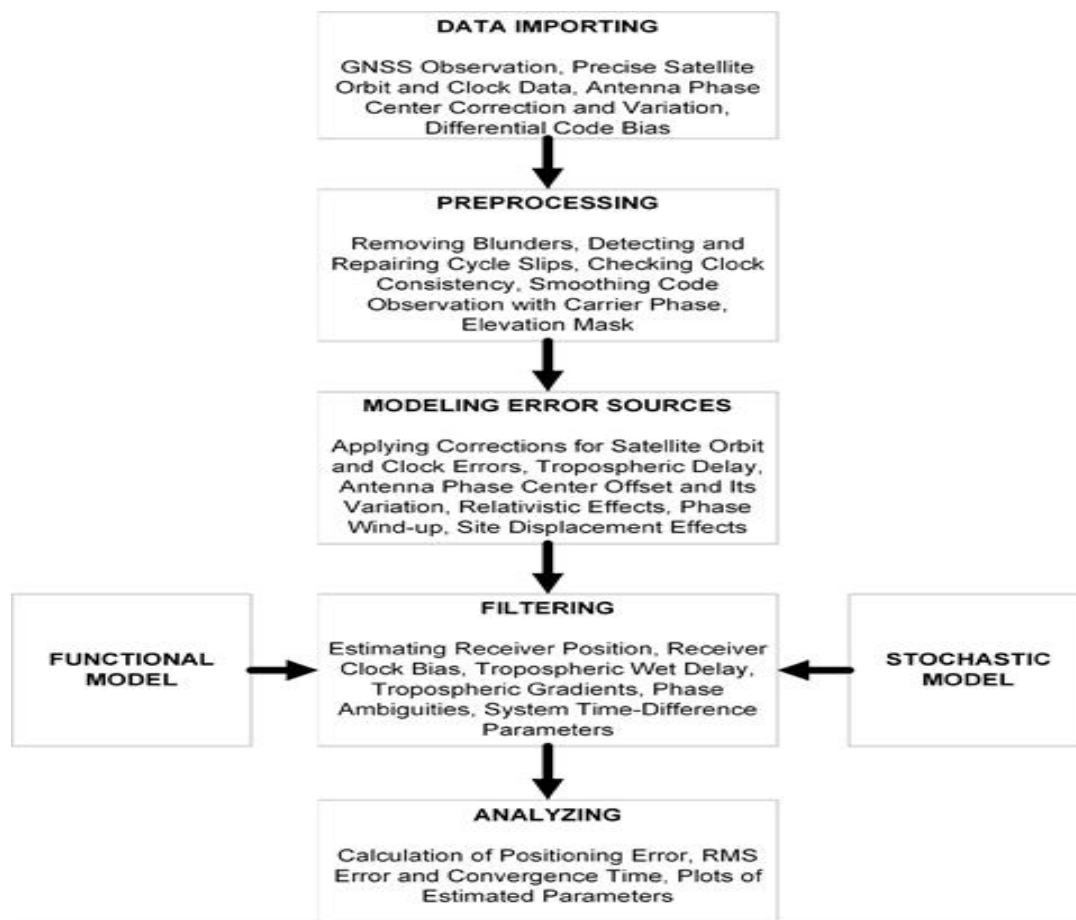 DATA IMPORTING
GNSS Observation, Precise Satellite
Orbit and Clock Data, Antenna Phase
Center Correction and Variation,
Differential Code Bias
PREPROCESSING
Removing Blunders, Detecting and
Repairing Cycle Slips, Checking Clock
Consistency, Smoothing Code
Observation with Carrier Phase,
Elevation Mask
MODELING ERROR SOURCES
Applying Corrections for Satellite Orbit
and Clock Errors, Tropospheric Delay,
Antenna Phase Center Offset and Its
Variation, Relativistic Effects, Phase
Wind-up, Site Displacement Effects
FUNCTIONAL
MODEL
FILTERING
Estimating Receiver Position, Receiver
Clock Bias, Tropospheric Wet Delay,
Tropospheric Gradients, Phase
Ambiguities, System Time-Difference
Parameters
STOCHASTIC
MODEL
ANALYZING
Calculation of Positioning Error, RMS
Error and Convergence Time, Plots of
Estimated Parameters